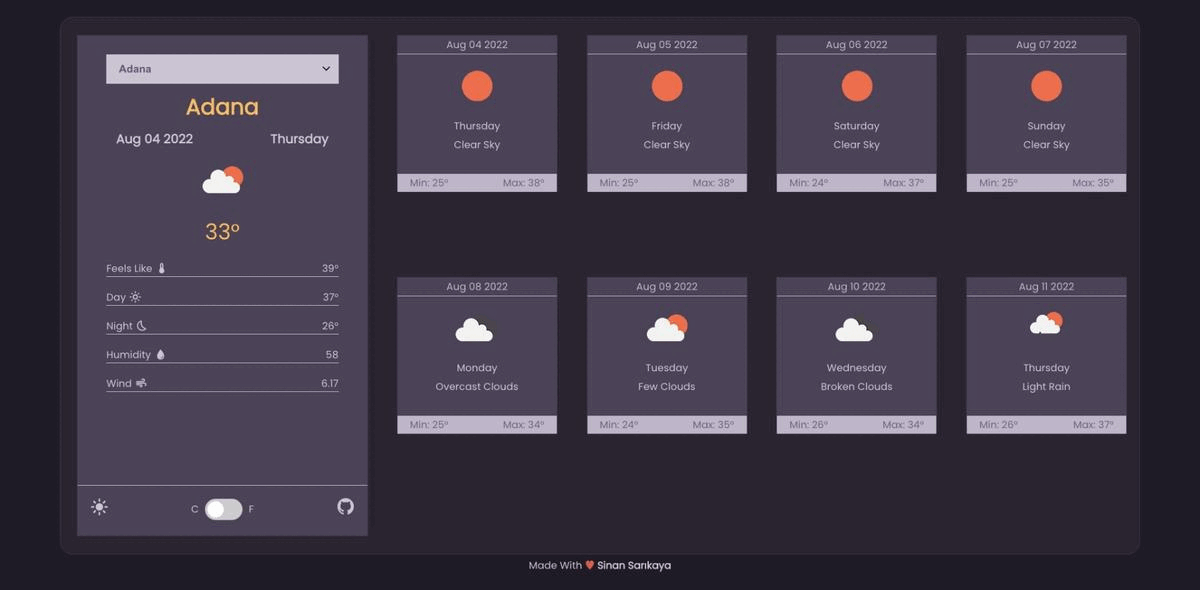 Adana
Adana
Aug 04 2022 Thursday
33°
Feels Like 39°
Day 37°
Night 26°
Humidity 58
Wind 6.17
C F
Aug 04 2022
Thursday
Clear Sky
Min: 25° Max: 38°
Aug 05 2022
Friday
Clear Sky
Min: 25° Max: 38°
Aug 06 2022
Saturday
Clear Sky
Min: 24° Max: 37°
Aug 07 2022
Sunday
Clear Sky
Min: 25° Max: 35°
Aug 08 2022
Monday
Overcast Clouds
Min: 25° Max: 34°
Aug 09 2022
Tuesday
Few Clouds
Min: 24° Max: 35°
Aug 10 2022
Wednesday
Broken Clouds
Min: 26° Max: 34°
Aug 11 2022
Thursday
Light Rain
Min: 26° Max: 37°
Made With Sinan Sarıkaya